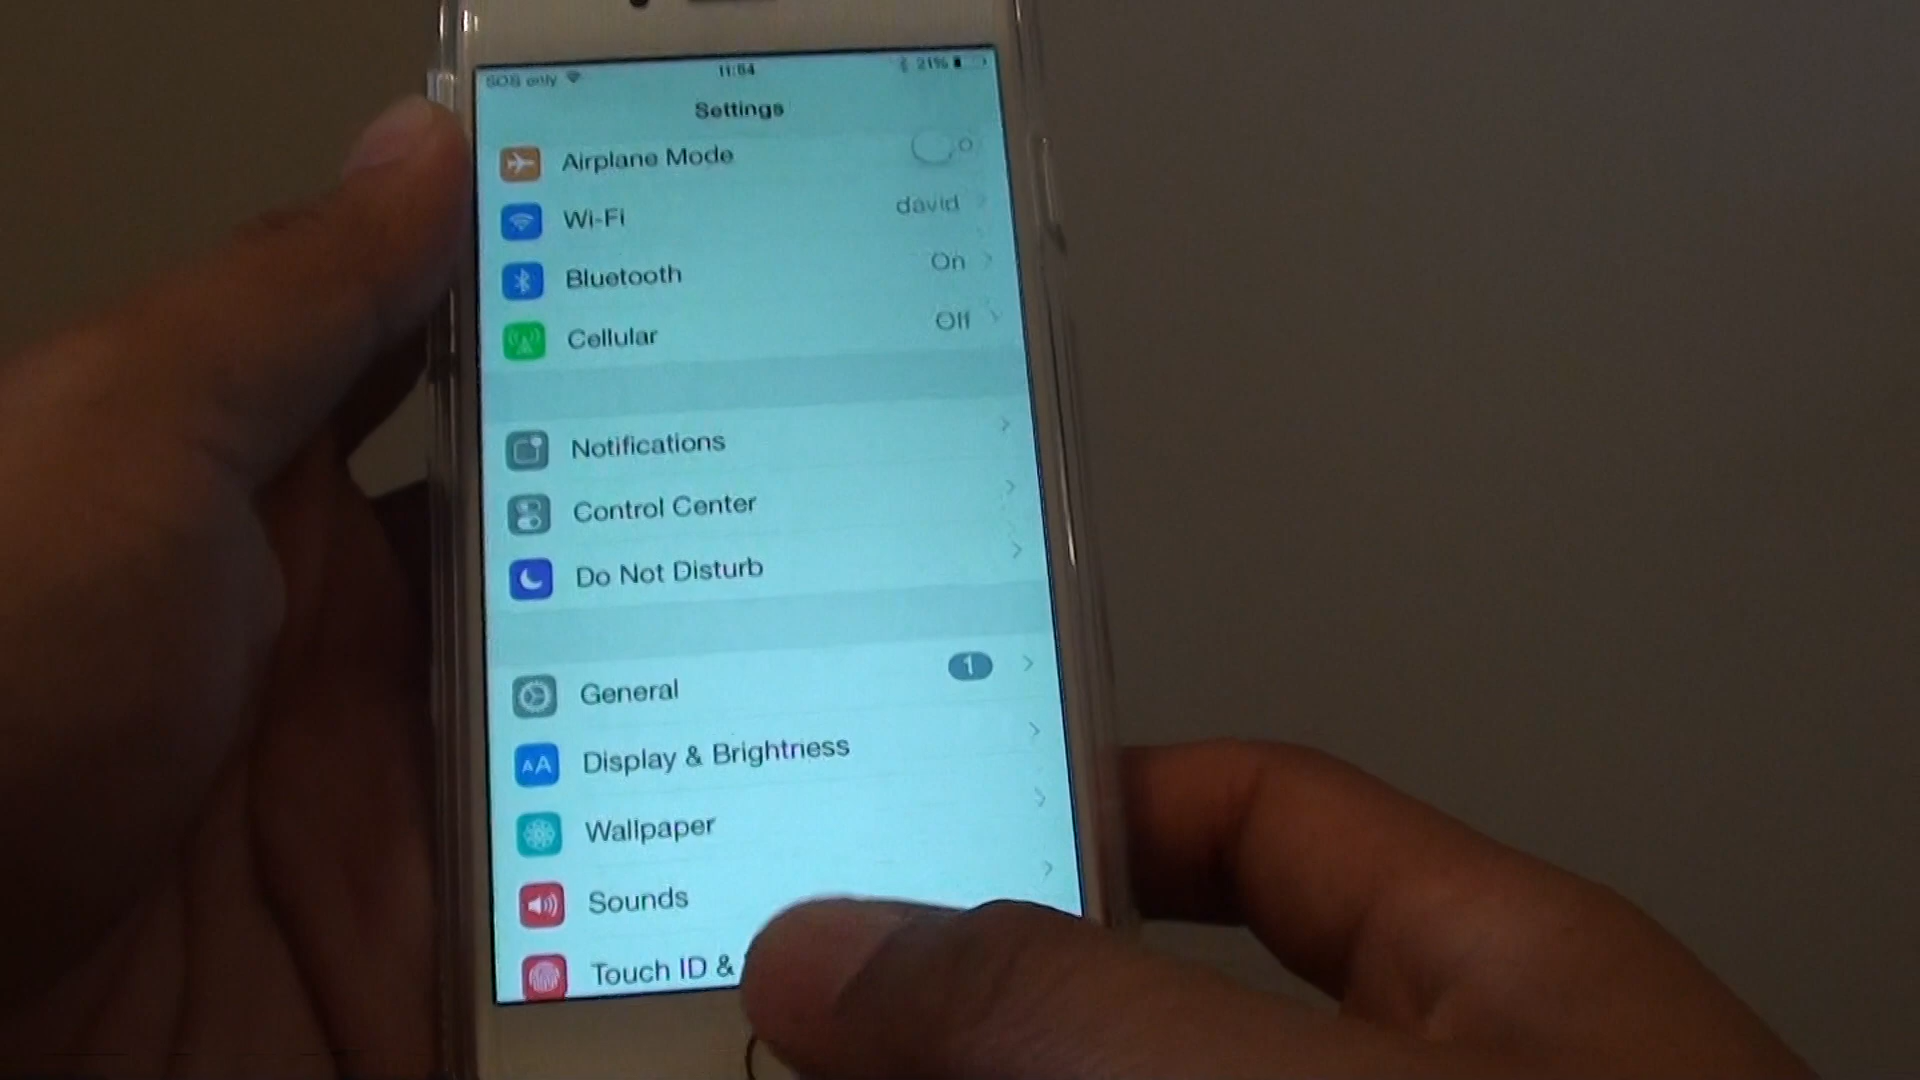 SOS only 11:54 21%
Settings
Airplane Mode
Wi-Fi david
Bluetooth On
Cellular Off
Notifications
Control Center
Do Not Disturb
General 1
AA Display & Brightness
Wallpaper
Sounds
Touch ID &